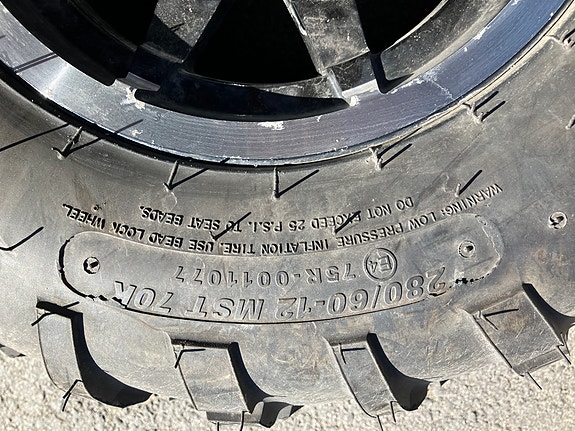 280/60-12 MST 70K
E4 75R-0011077
WARNING: LOW PRESSURE INFLATION TIRE. USE BEAD LOCK WHEEL.
DO NOT EXCEED 25 P.S.I. TO SEAT BEADS.